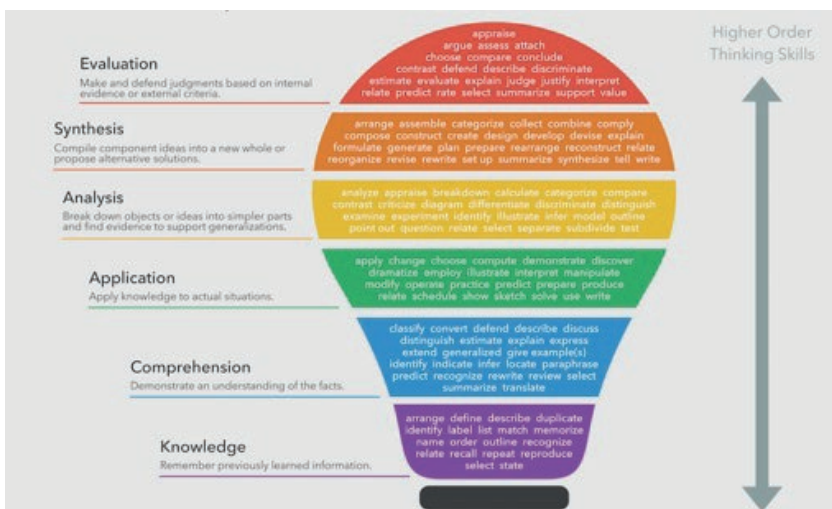 Higher Order
Thinking Skills
Evaluation
Make and defend judgments based on internal
evidence or external criteria.
appraise
argue assess attach
choose compare conclude
contrast defend describe discriminate
estimate evaluate explain judge justify interpret
relate predict rate select summarize support value
Synthesis
Compile component ideas into a new whole or
propose alternative solutions.
arrange assemble categorize collect combine comply
compose construct create design develop devise explain
formulate generate plan prepare rearrange reconstruct relate
reorganize revise rewrite set up summarize synthesize tell write
Analysis
Break down objects or ideas into simpler parts
and find evidence to support generalizations.
analyze appraise breakdown calculate categorize compare
contrast criticize diagram differentiate discriminate distinguish
examine experiment identify illustrate infer model outline
point out question relate select separate subdivide test
Application
Apply knowledge to actual situations.
apply change choose compute demonstrate discover
dramatize employ illustrate interpret manipulate
modify operate practice predict prepare produce
relate schedule show sketch solve use write
Comprehension
Demonstrate an understanding of the facts.
classify convert defend describe discuss
distinguish estimate explain express
extend generalized give example(s)
identify indicate infer locate paraphrase
predict recognize rewrite review select
summarize translate
Knowledge
Remember previously learned information.
arrange define describe duplicate
identify label list match memorize
name order outline recognize
relate recall repeat reproduce
select state